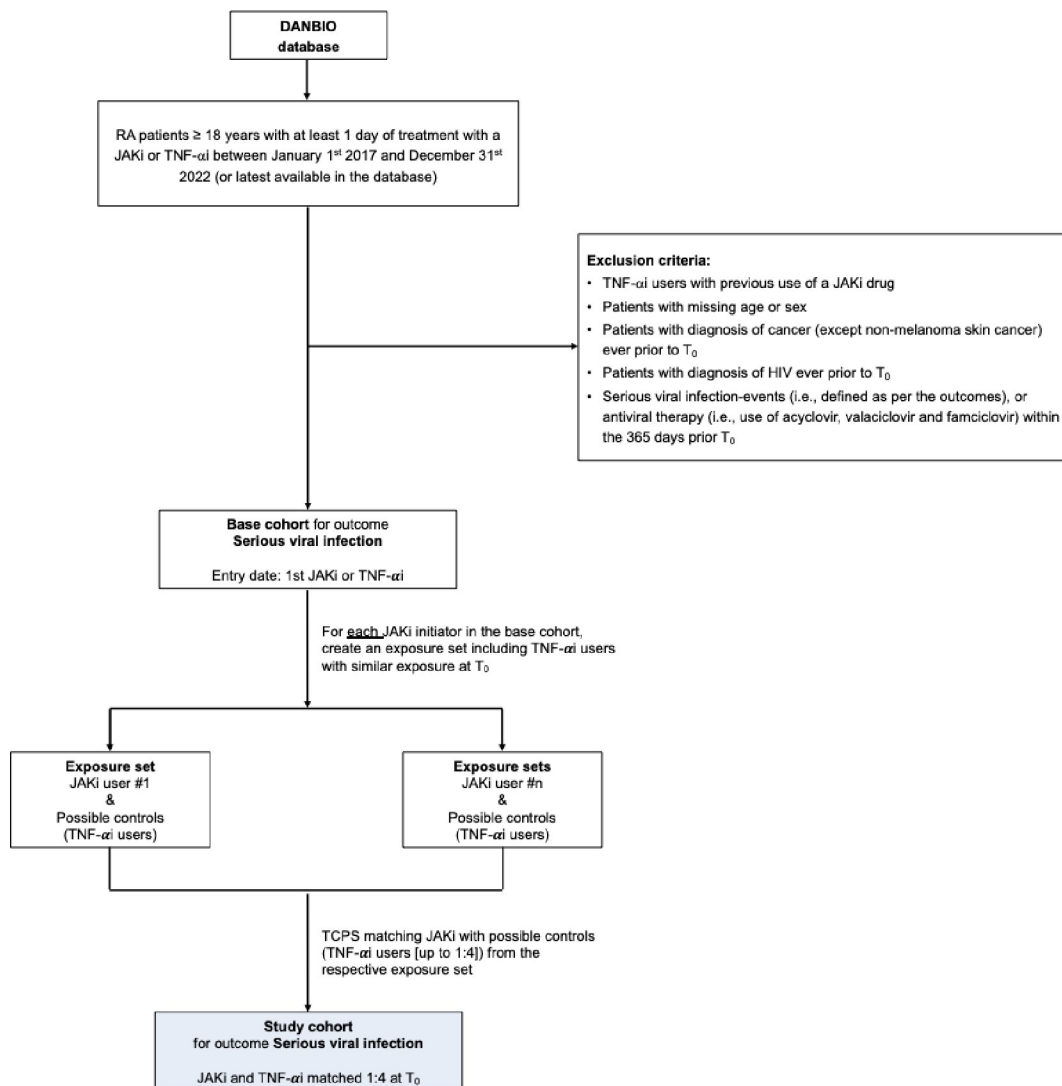 DANBIO
database
RA patients ≥ 18 years with at least 1 day of treatment with a
JAKi or TNF-αi between January 1st 2017 and December 31st
2022 (or latest available in the database)
Exclusion criteria:
• TNF-αi users with previous use of a JAKi drug
• Patients with missing age or sex
• Patients with diagnosis of cancer (except non-melanoma skin cancer)
ever prior to T0
• Patients with diagnosis of HIV ever prior to T0
• Serious viral infection-events (i.e., defined as per the outcomes), or
antiviral therapy (i.e., use of acyclovir, valaciclovir and famciclovir) within
the 365 days prior T0
Base cohort for outcome
Serious viral infection
Entry date: 1st JAKi or TNF-αi
For each JAKi initiator in the base cohort,
create an exposure set including TNF-αi users
with similar exposure at T0
Exposure set
JAKi user #1
&
Possible controls
(TNF-αi users)
Exposure sets
JAKi user #n
&
Possible controls
(TNF-αi users)
TCPS matching JAKi with possible controls
(TNF-αi users [up to 1:4]) from the
respective exposure set
Study cohort
for outcome Serious viral infection
JAKi and TNF-αi matched 1:4 at T0